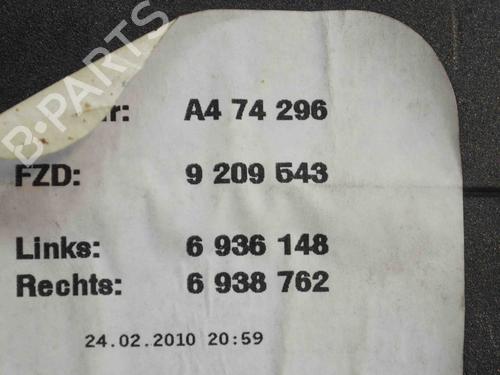 A4 74 296
FZD: 9 209 543
Links: 6 936 148
Rechts: 6 938 762
24.02.2010 20:59
B-PARTS